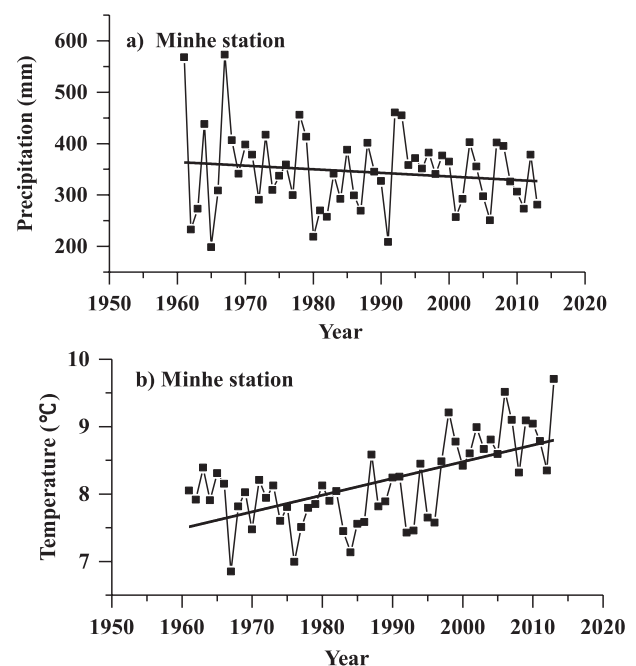 a) Minhe station
600
500
400
300
200
Precipitation (mm)
1950 1960 1970 1980 1990 2000 2010 2020
Year
b) Minhe station
10
9
8
7
Temperature (℃)
1950 1960 1970 1980 1990 2000 2010 2020
Year